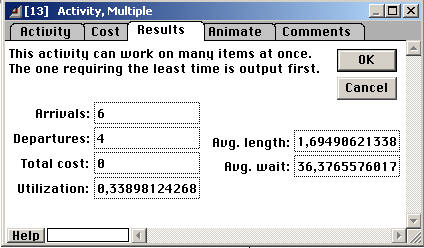 [13] Activity, Multiple
Activity Cost Results Animate Comments
This activity can work on many items at once.
The one requiring the least time is output first.
OK
Cancel
Arrivals: 6
Departures: 4
Total cost: 0
Utilization: 0,33898124268
Avg. length: 1,69490621338
Avg. wait: 36,3765576017
Help